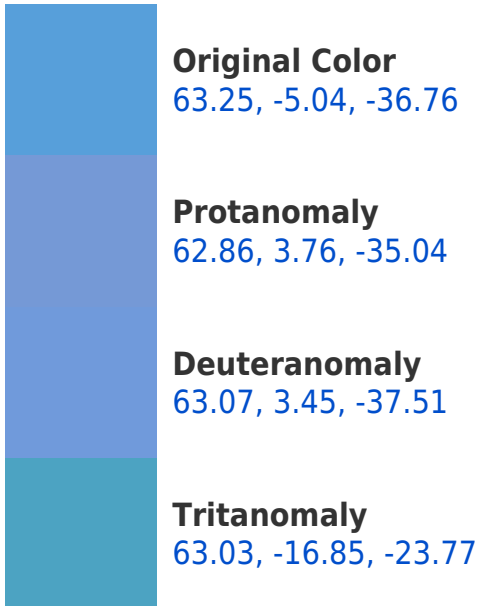 Original Color
63.25, -5.04, -36.76
Protanomaly
62.86, 3.76, -35.04
Deuteranomaly
63.07, 3.45, -37.51
Tritanomaly
63.03, -16.85, -23.77